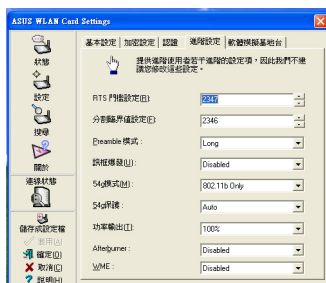 ASUS WLAN Card Settings
狀態
設定
搜尋
關於
連線狀態
儲存成設定檔
套用(A)
確定(O)
取消(C)
說明(H)
基本設定
加密設定
認證
進階設定
軟體模擬基地台
提供進階使用者若干進階的設定項，因此我們不建
議您修改這些設定。
RTS 門檻設定(R):
2347
分割臨界值設定(F):
2346
Preamble 模式:
Long
訊框爆發(U):
Disabled
54g模式(M):
802.11b Only
54g保護:
Auto
功率輸出(T):
100%
Afterburner:
Disabled
WME:
Disabled